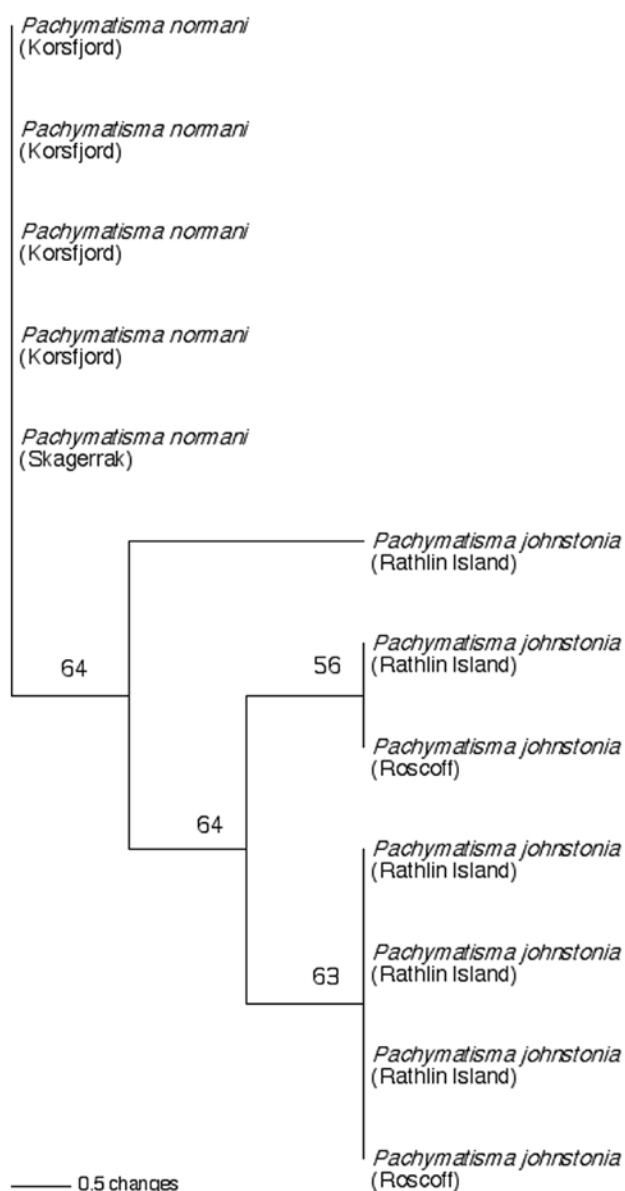 Pachymatisma normani
(Korsfjord)
Pachymatisma normani
(Korsfjord)
Pachymatisma normani
(Korsfjord)
Pachymatisma normani
(Korsfjord)
Pachymatisma normani
(Skagerrak)
Pachymatisma johnstonia
(Rathlin Island)
64
56
Pachymatisma johnstonia
(Rathlin Island)
Pachymatisma johnstonia
(Roscoff)
64
Pachymatisma johnstonia
(Rathlin Island)
63
Pachymatisma johnstonia
(Rathlin Island)
Pachymatisma johnstonia
(Rathlin Island)
Pachymatisma johnstonia
(Roscoff)
0.5 changes